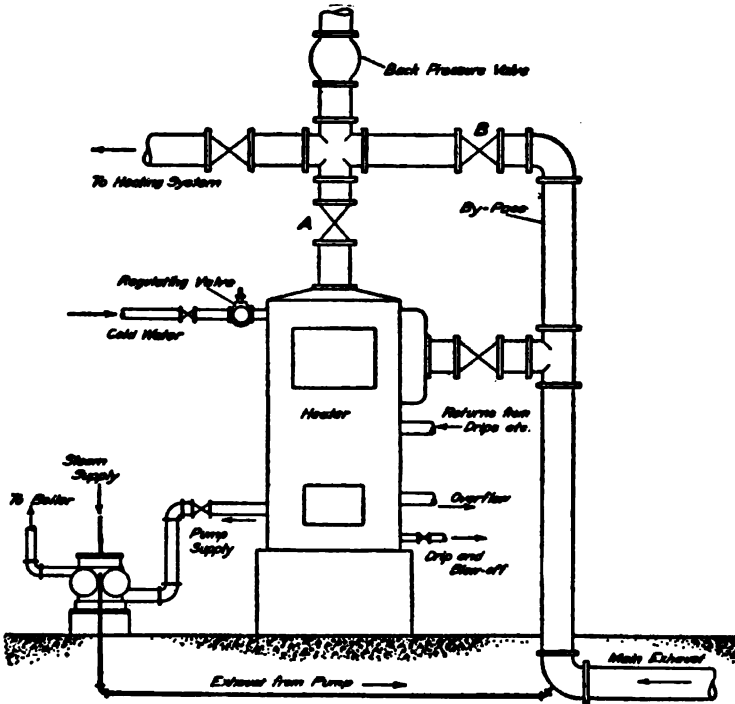 Back Pressure Valve
B
To Heating System
By-Pass
A
Regulating Valve
Cold Water
Heater
Returns from
Drips etc.
Steam
Supply
To Boiler
Overflow
Pump
Supply
Drip and
Blow-off
Main Exhaust
Exhaust from Pump